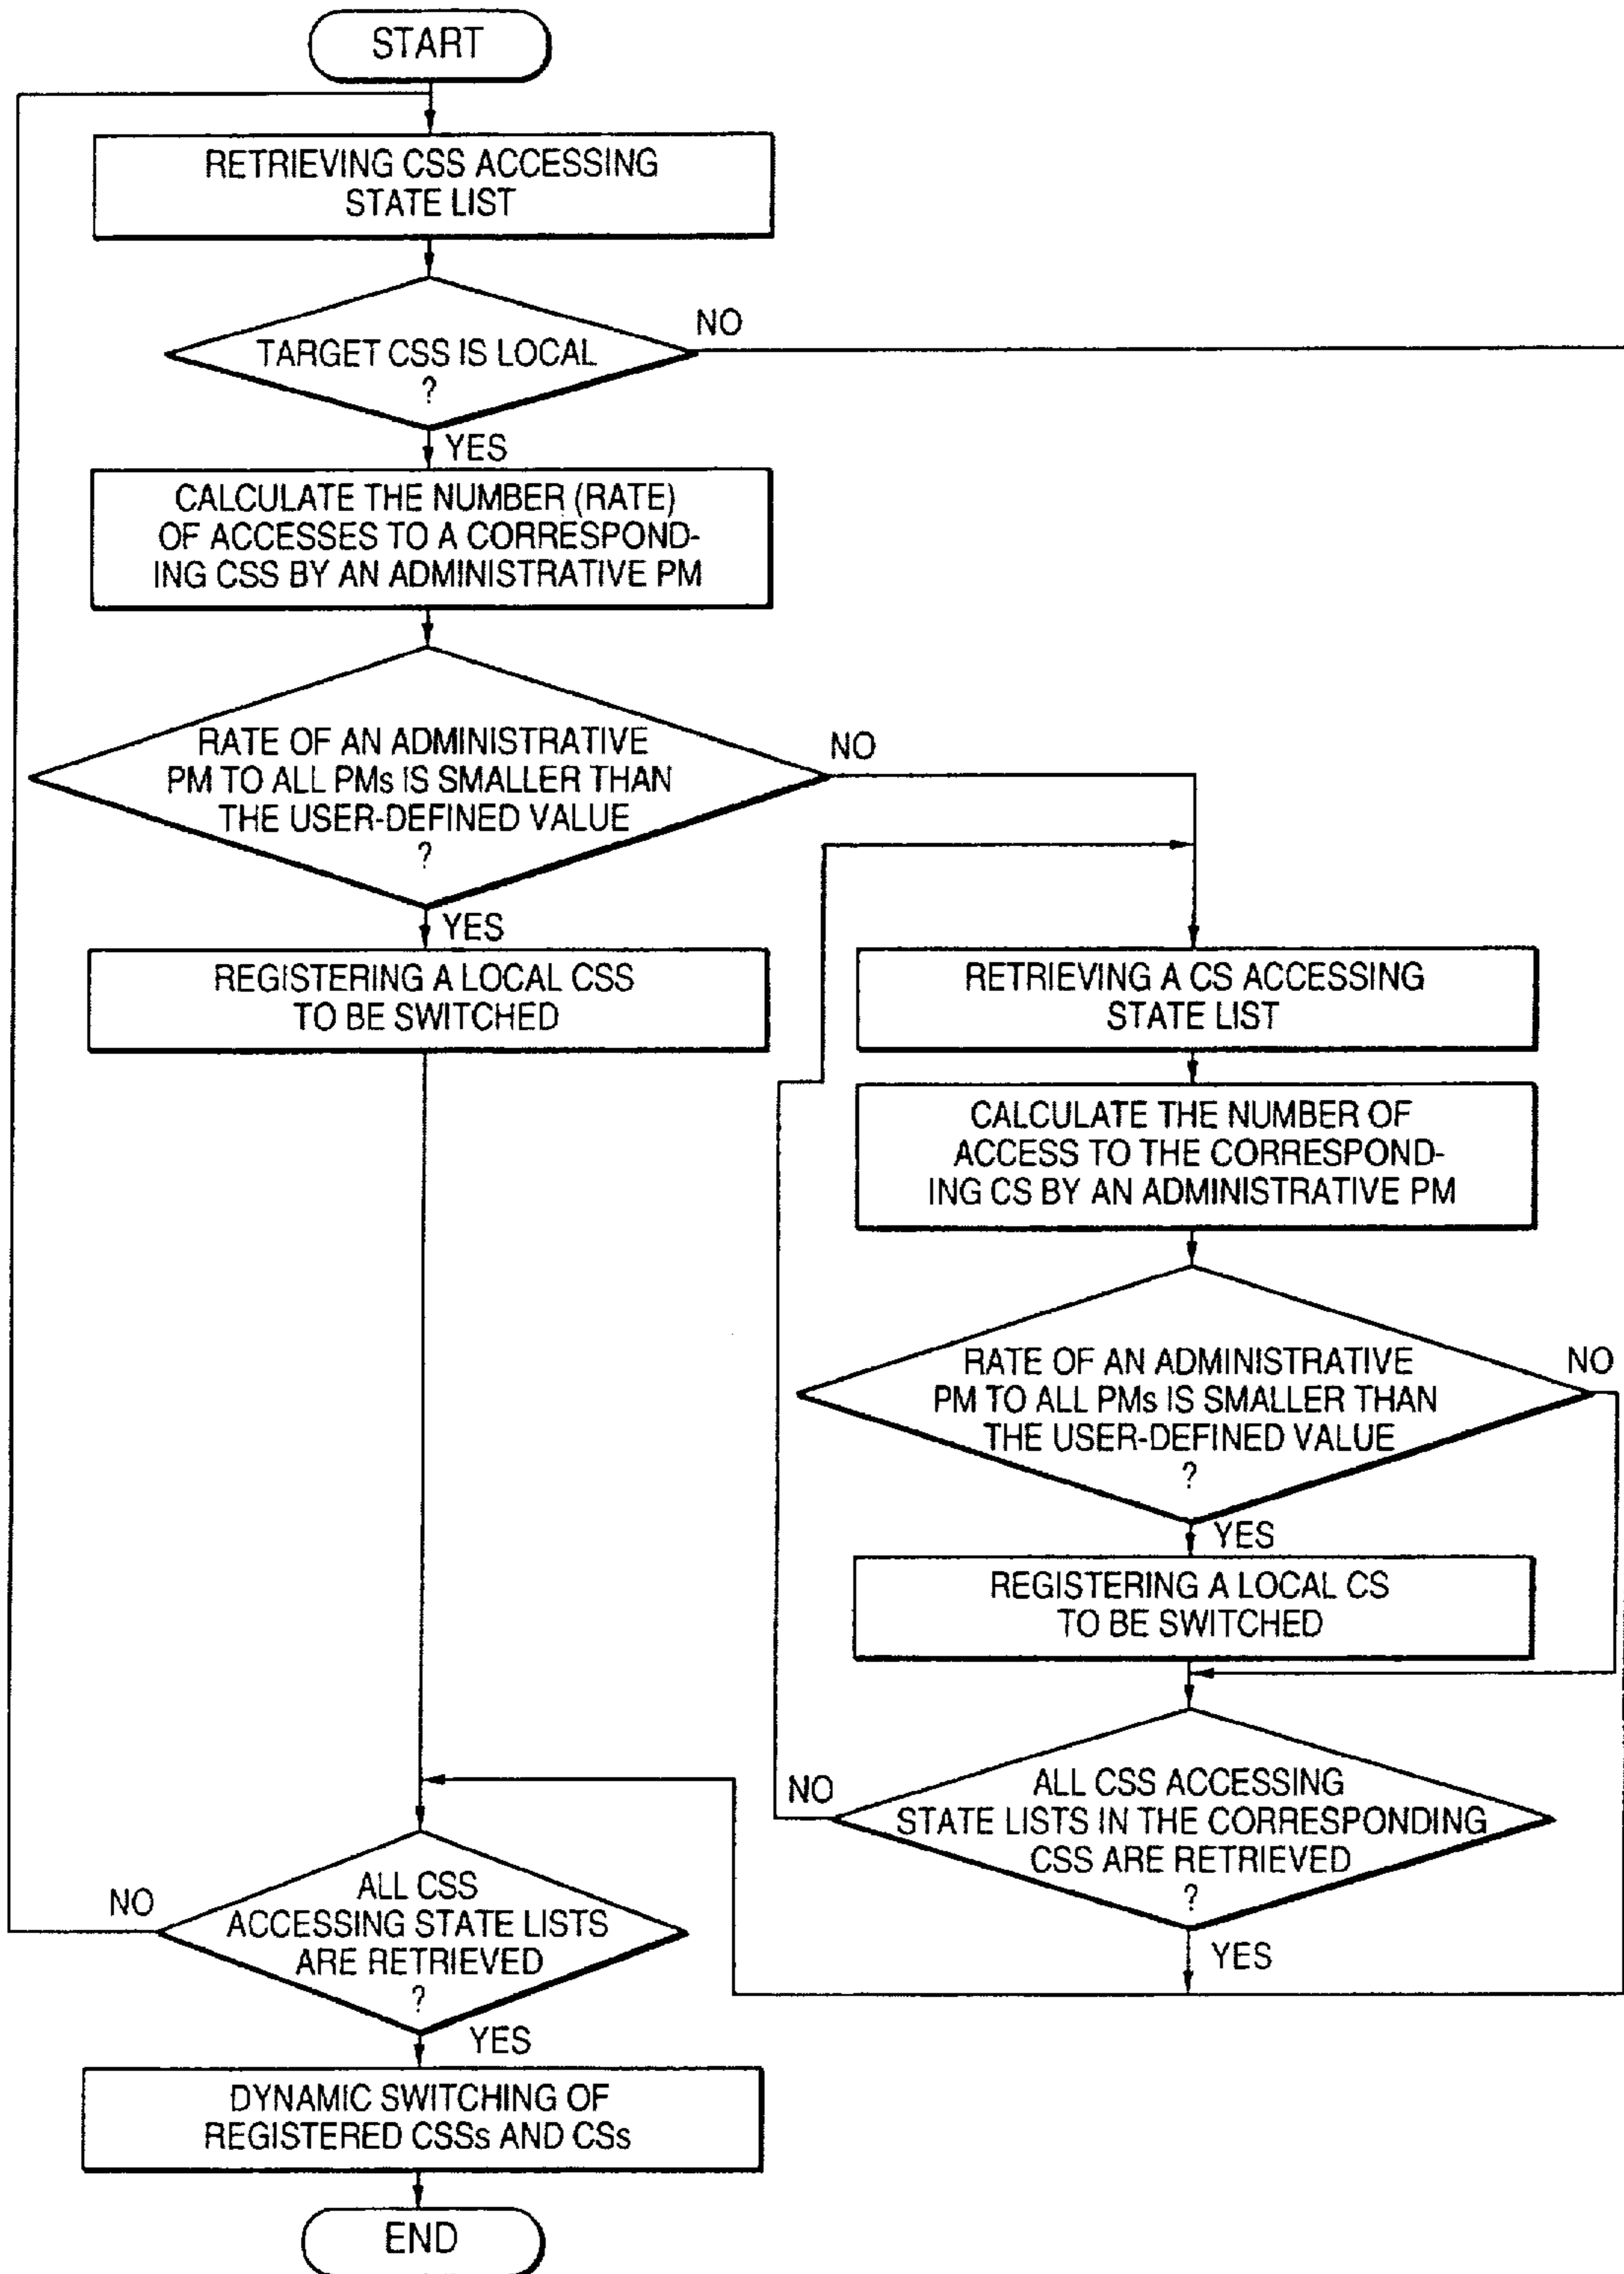 START
RETRIEVING CSS ACCESSING
STATE LIST
TARGET CSS IS LOCAL
?
NO
YES
CALCULATE THE NUMBER (RATE)
OF ACCESSES TO A CORRESPOND-
ING CSS BY AN ADMINISTRATIVE PM
RATE OF AN ADMINISTRATIVE
PM TO ALL PMs IS SMALLER THAN
THE USER-DEFINED VALUE
?
NO
YES
REGISTERING A LOCAL CSS
TO BE SWITCHED
RETRIEVING A CS ACCESSING
STATE LIST
CALCULATE THE NUMBER OF
ACCESS TO THE CORRESPOND-
ING CS BY AN ADMINISTRATIVE PM
RATE OF AN ADMINISTRATIVE
PM TO ALL PMs IS SMALLER THAN
THE USER-DEFINED VALUE
?
NO
YES
REGISTERING A LOCAL CS
TO BE SWITCHED
ALL CSS ACCESSING
STATE LISTS IN THE CORRESPONDING
CSS ARE RETRIEVED
?
NO
YES
ALL CSS
ACCESSING STATE LISTS
ARE RETRIEVED
?
NO
YES
DYNAMIC SWITCHING OF
REGISTERED CSSs AND CSs
END